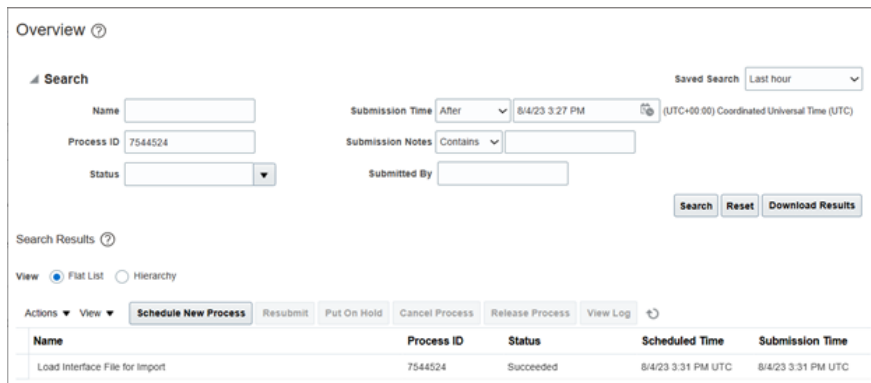 Overview
Search
Saved Search Last hour
Name Submission Time After 8/4/23 3:27 PM (UTC+00:00) Coordinated Universal Time (UTC)
Process ID 7544524 Submission Notes Contains
Status Submitted By
Search Reset Download Results
Search Results
View Flat List Hierarchy
Actions View Schedule New Process Resubmit Put On Hold Cancel Process Release Process View Log
Name Process ID Status Scheduled Time Submission Time
Load Interface File for Import 7544524 Succeeded 8/4/23 3:31 PM UTC 8/4/23 3:31 PM UTC